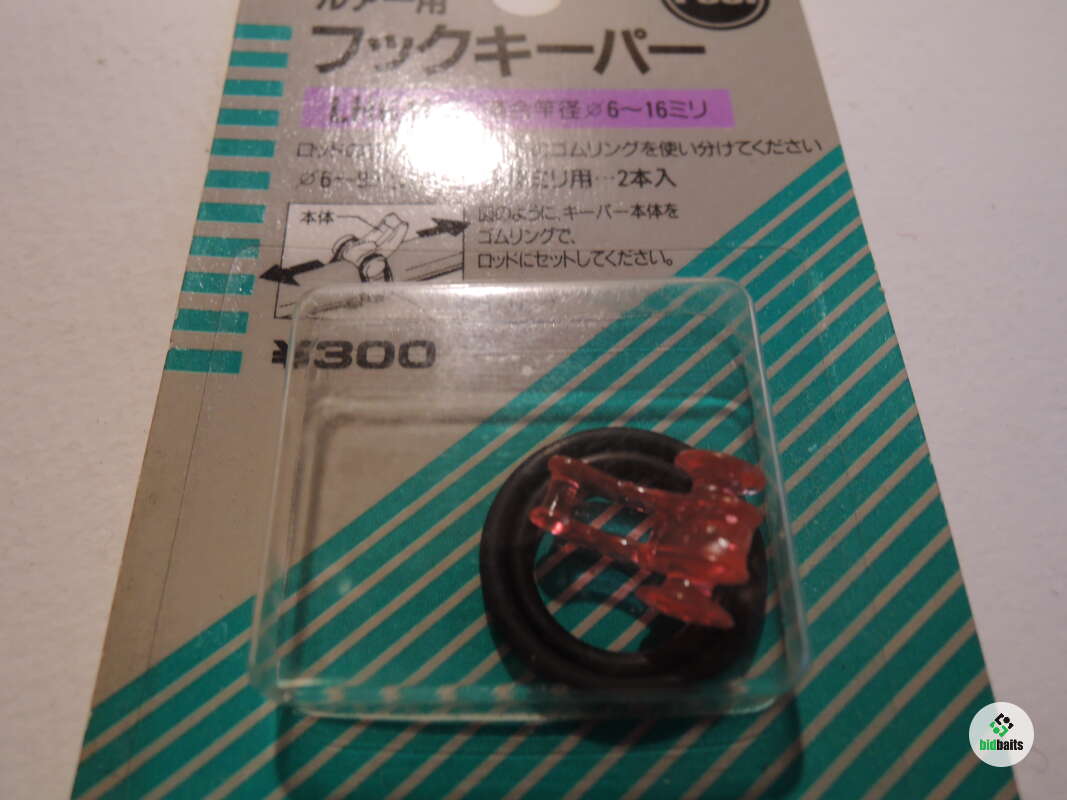 ルアー用
フックキーパー
適合竿径⌀6〜16ミリ
ロッドの ゴムリングを使い分けてください
⌀6〜 ミリ用…2本入
本体
図のように、キーパー本体を
ゴムリングで、
ロッドにセットしてください。
¥300
bidbaits